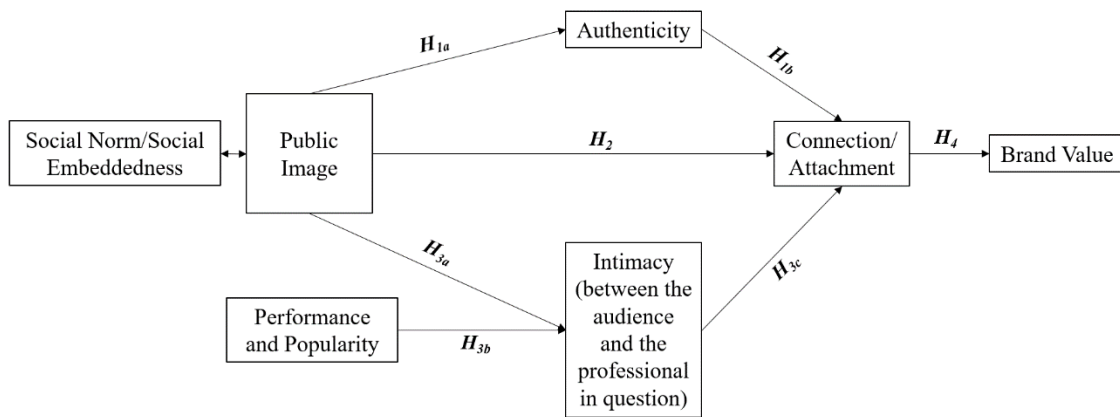 Authenticity
H1a
H1b
Social Norm/Social
Embeddedness
Public
Image
H2
Connection/
Attachment
H4
Brand Value
H3a
Intimacy
(between the
audience
and the
professional
in question)
H3c
Performance
and Popularity
H3b